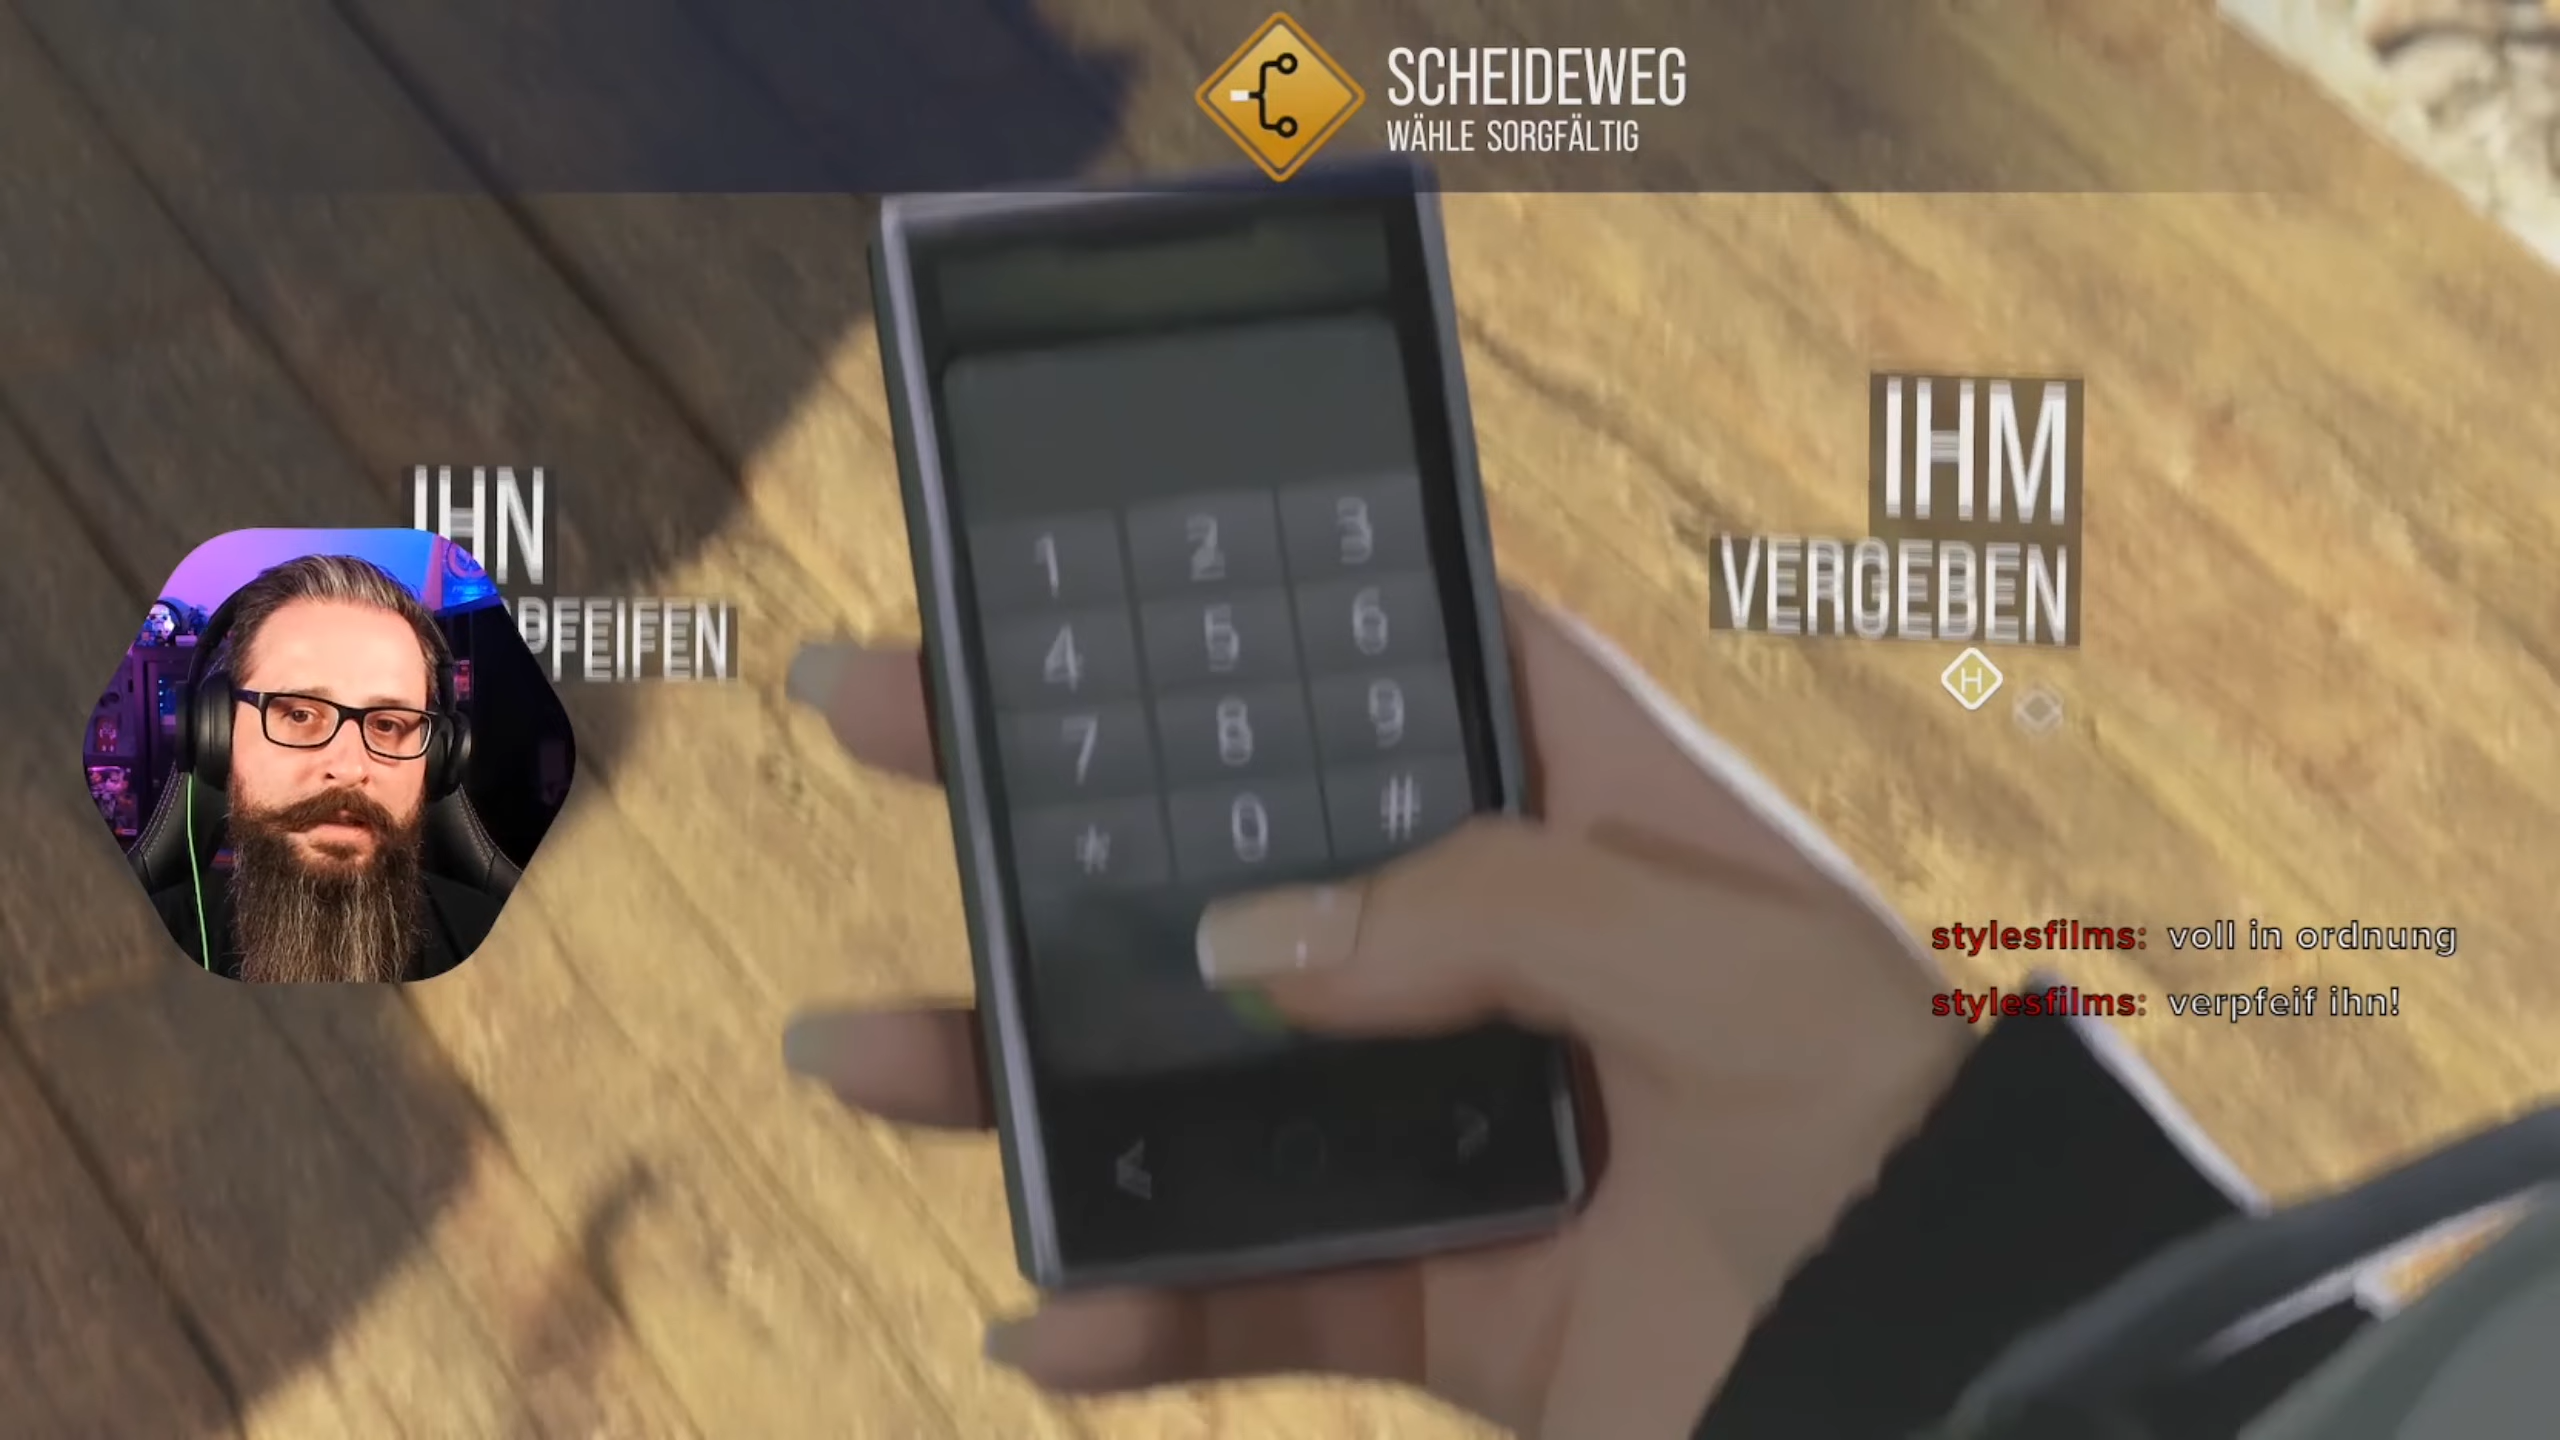 SCHEIDEWEG
WÄHLE SORGFÄLTIG
IHN
PFEIFEN
IHM
VERGEBEN
H
1 2 3
4 5 6
7 8 9
* 0 #
stylesfilms: voll in ordnung
stylesfilms: verpfeif ihn!